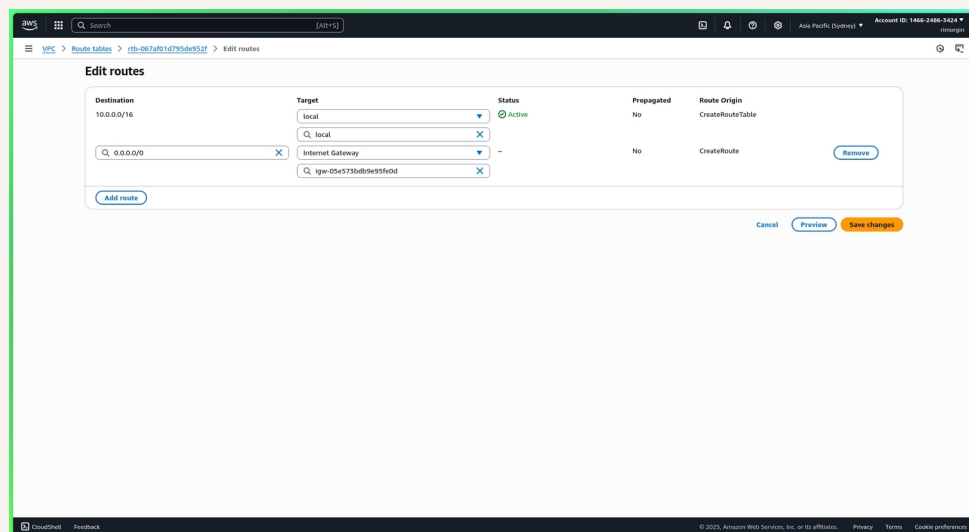 aws
Search [Alt+S]
Asia Pacific (Sydney)
Account ID: 1466-2486-3424
rimorgin
VPC > Route tables > rtb-067af01d795de952f > Edit routes
Edit routes
Destination Target Status Propagated Route Origin
10.0.0.0/16 local Active No CreateRouteTable
local
0.0.0.0/0 Internet Gateway – No CreateRoute Remove
igw-05e573bdb9e95fe0d
Add route
Cancel Preview Save changes
CloudShell Feedback © 2025, Amazon Web Services, Inc. or its affiliates. Privacy Terms Cookie preferences